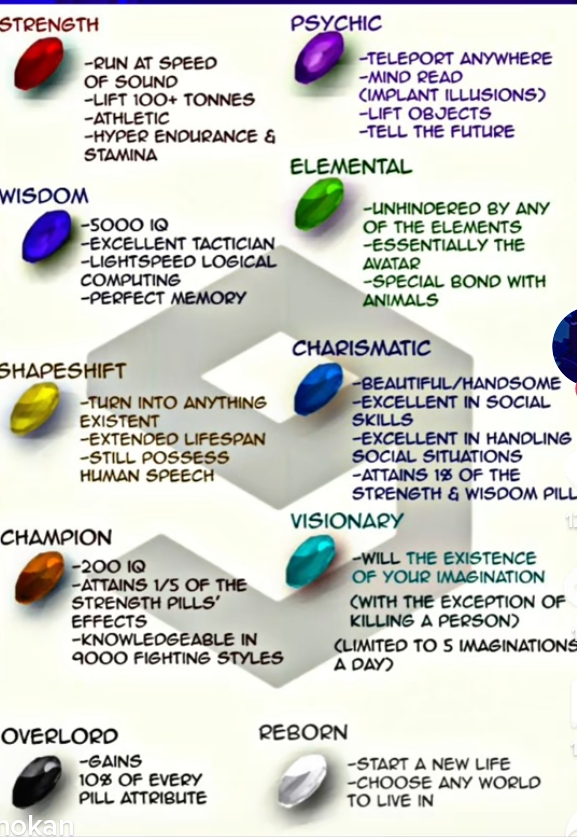 STRENGTH
-RUN AT SPEED
OF SOUND
-LIFT 100+ TONNES
-ATHLETIC
-HYPER ENDURANCE &
STAMINA
PSYCHIC
-TELEPORT ANYWHERE
-MIND READ
(IMPLANT ILLUSIONS)
-LIFT OBJECTS
-TELL THE FUTURE
WISDOM
-5000 IQ
-EXCELLENT TACTICIAN
-LIGHTSPEED LOGICAL
COMPUTING
-PERFECT MEMORY
ELEMENTAL
-UNHINDERED BY ANY
OF THE ELEMENTS
-ESSENTIALLY THE
AVATAR
-SPECIAL BOND WITH
ANIMALS
SHAPESHIFT
-TURN INTO ANYTHING
EXISTENT
-EXTENDED LIFESPAN
-STILL POSSESS
HUMAN SPEECH
CHARISMATIC
-BEAUTIFUL/HANDSOME
-EXCELLENT IN SOCIAL
SKILLS
-EXCELLENT IN HANDLING
SOCIAL SITUATIONS
-ATTAINS 1% OF THE
STRENGTH & WISDOM PILL
CHAMPION
-200 IQ
-ATTAINS 1/5 OF THE
STRENGTH PILLS'
EFFECTS
-KNOWLEDGEABLE IN
9000 FIGHTING STYLES
VISIONARY
-WILL THE EXISTENCE
OF YOUR IMAGINATION
(WITH THE EXCEPTION OF
KILLING A PERSON)
(LIMITED TO 5 IMAGINATIONS
A DAY)
OVERLORD
-GAINS
10% OF EVERY
PILL ATTRIBUTE
REBORN
-START A NEW LIFE
-CHOOSE ANY WORLD
TO LIVE IN
nokan